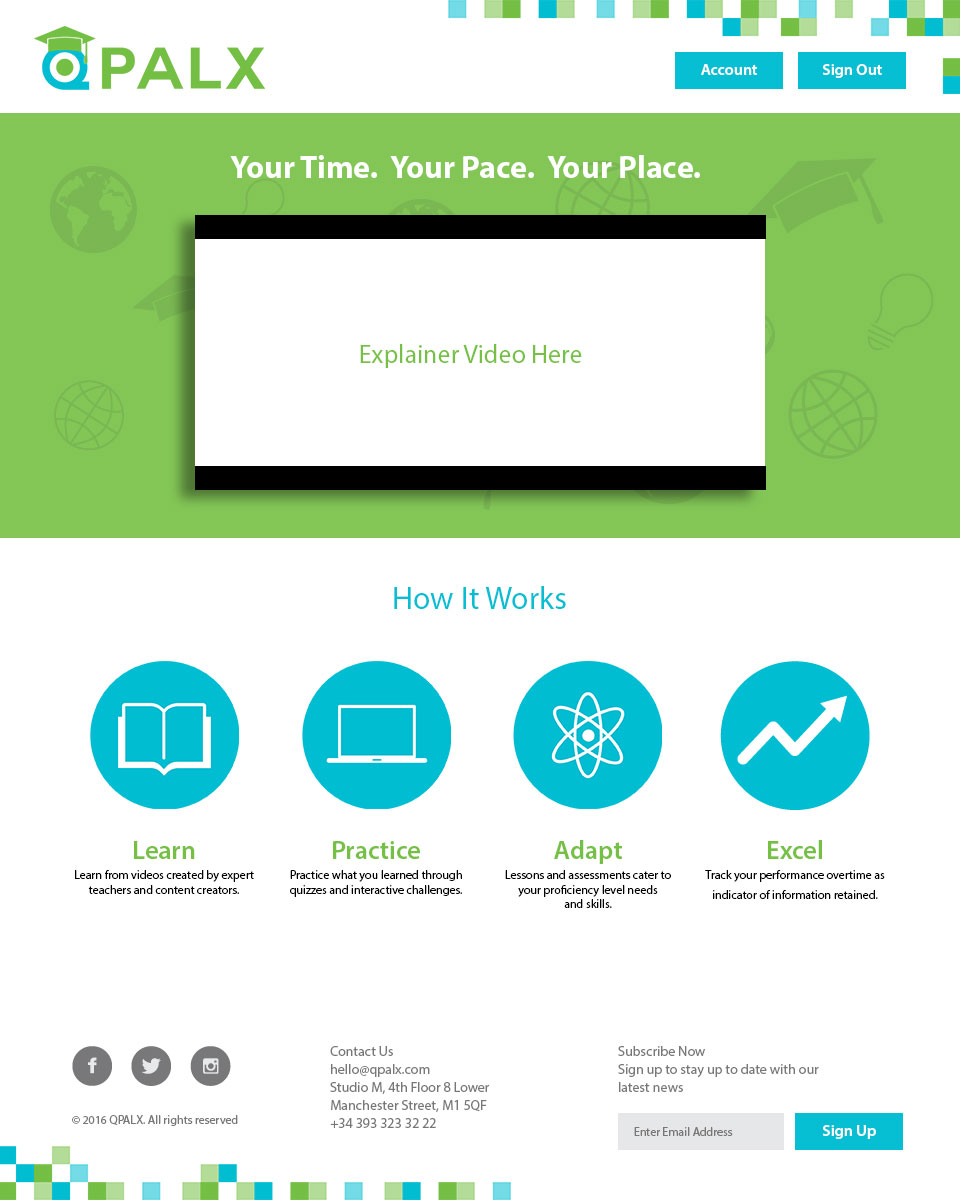 QPALX
Account
Sign Out
Your Time. Your Pace. Your Place.
Explainer Video Here
How It Works
Learn
Learn from videos created by expert
teachers and content creators.
Practice
Practice what you learned through
quizzes and interactive challenges.
Adapt
Lessons and assessments cater to
your proficiency level needs
and skills.
Excel
Track your performance overtime as
indicator of information retained.
© 2016 QPALX. All rights reserved
Contact Us
hello@qpalx.com
Studio M, 4th Floor 8 Lower
Manchester Street, M1 5QF
+34 393 323 32 22
Subscribe Now
Sign up to stay up to date with our
latest news
Enter Email Address
Sign Up